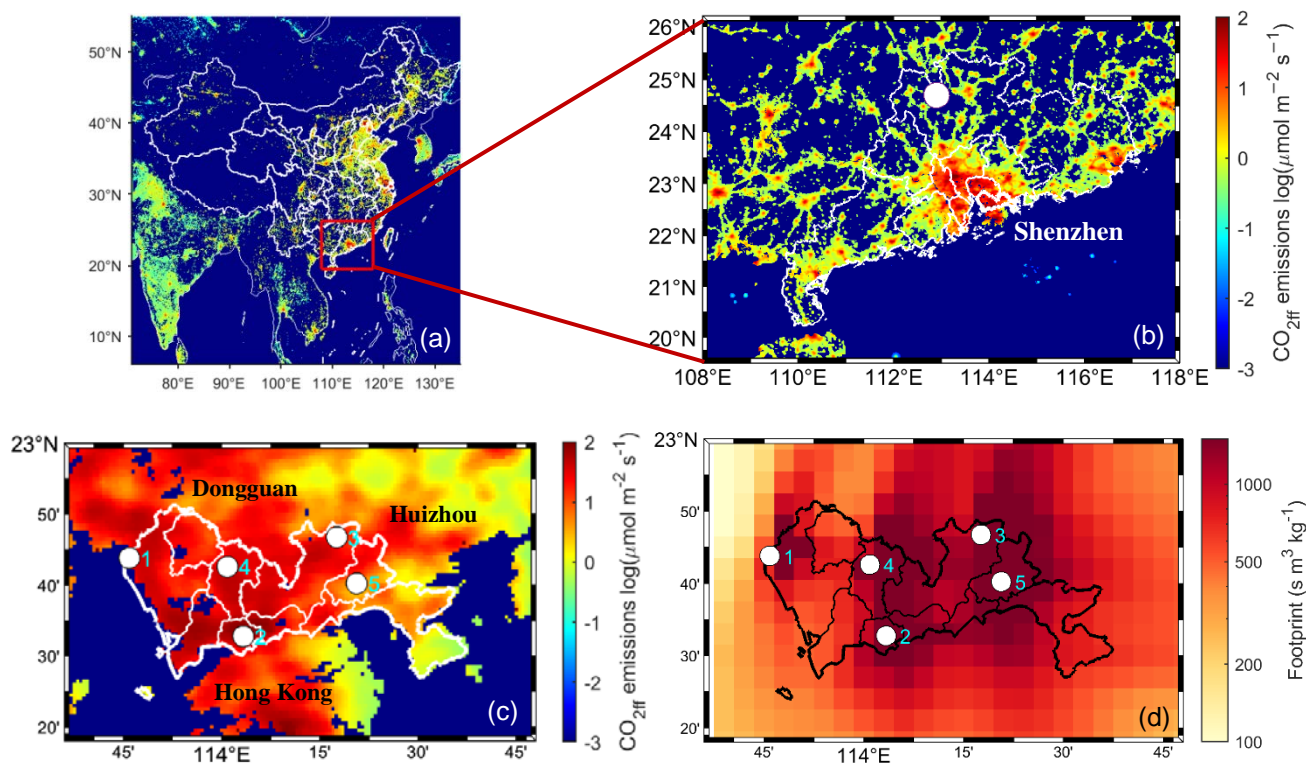 50°N
40°N
30°N
20°N
10°N
80°E
90°E
100°E
110°E
120°E
130°E
(a)
26°N
25°N
24°N
23°N
22°N
21°N
20°N
108°E
110°E
112°E
114°E
116°E
118°E
Shenzhen
(b)
2
1
0
-1
-2
-3
CO2ff emissions log(μmol m−2 s−1)
23°N
50'
40'
30'
20'
45'
114°E
15'
30'
45'
Dongguan
Huizhou
Hong Kong
1
2
3
4
5
(c)
2
1
0
-1
-2
-3
CO2ff emissions log(μmol m-2 s-1)
23°N
50'
40'
30'
20'
45'
114°E
15'
30'
45'
1
2
3
4
5
(d)
1000
500
200
100
Footprint (s m3 kg-1)